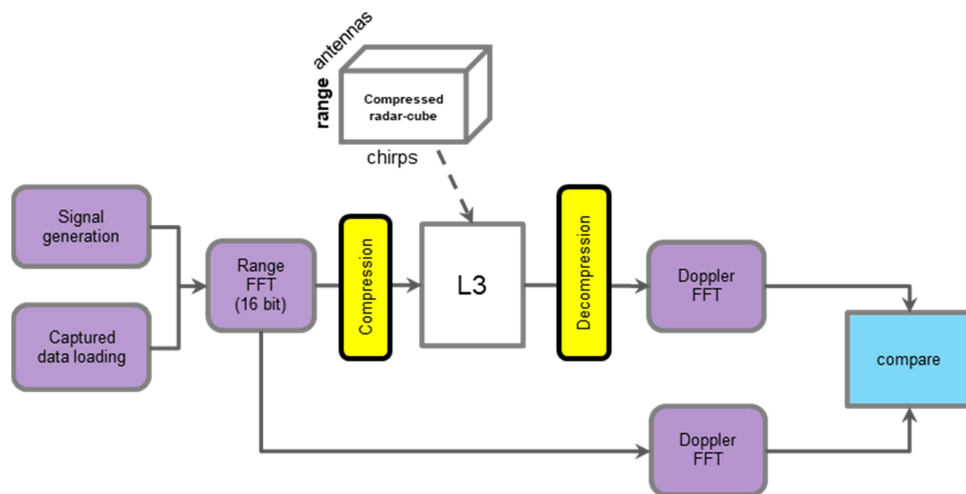 antennas
range
Compressed
radar-cube
chirps
Signal
generation
Captured
data loading
Range
FFT
(16 bit)
Compression
L3
Decompression
Doppler
FFT
Doppler
FFT
compare